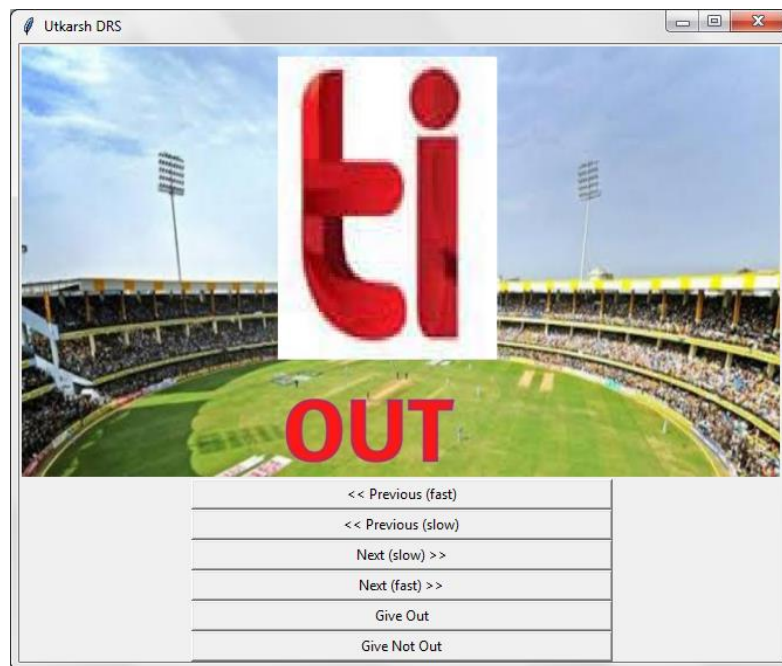 Utkarsh DRS
ti
OUT
<< Previous (fast)
<< Previous (slow)
Next (slow) >>
Next (fast) >>
Give Out
Give Not Out